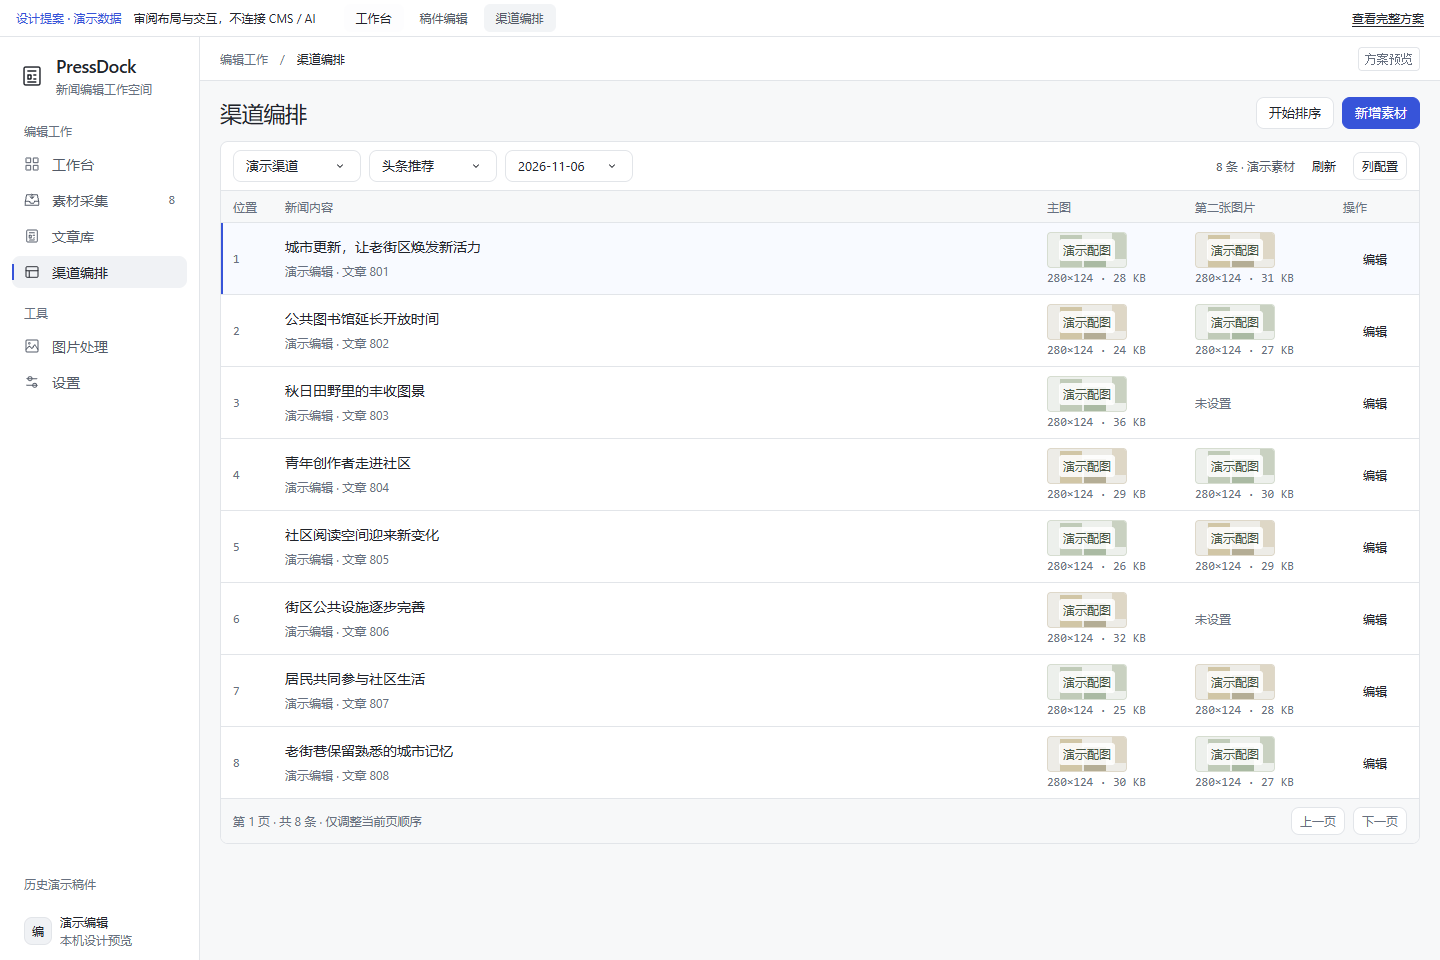 设计提案 · 演示数据 审阅布局与交互，不连接 CMS / AI 工作台 稿件编辑 渠道编排 查看完整方案
PressDock
新闻编辑工作空间
编辑工作
工作台
素材采集 8
文章库
渠道编排
工具
图片处理
设置
历史演示稿件
编 演示编辑
本机设计预览
编辑工作 / 渠道编排 方案预览
渠道编排 开始排序 新增素材
演示渠道 头条推荐 2026-11-06 8 条 · 演示素材 刷新 列配置
位置 新闻内容 主图 第二张图片 操作
1 城市更新，让老街区焕发新活力 演示配图 演示配图 编辑
演示编辑 · 文章 801 280×124 · 28 KB 280×124 · 31 KB
2 公共图书馆延长开放时间 演示配图 演示配图 编辑
演示编辑 · 文章 802 280×124 · 24 KB 280×124 · 27 KB
3 秋日田野里的丰收图景 演示配图 未设置 编辑
演示编辑 · 文章 803 280×124 · 36 KB
4 青年创作者走进社区 演示配图 演示配图 编辑
演示编辑 · 文章 804 280×124 · 29 KB 280×124 · 30 KB
5 社区阅读空间迎来新变化 演示配图 演示配图 编辑
演示编辑 · 文章 805 280×124 · 26 KB 280×124 · 29 KB
6 街区公共设施逐步完善 演示配图 未设置 编辑
演示编辑 · 文章 806 280×124 · 32 KB
7 居民共同参与社区生活 演示配图 演示配图 编辑
演示编辑 · 文章 807 280×124 · 25 KB 280×124 · 28 KB
8 老街巷保留熟悉的城市记忆 演示配图 演示配图 编辑
演示编辑 · 文章 808 280×124 · 30 KB 280×124 · 27 KB
第 1 页 · 共 8 条 · 仅调整当前页顺序 上一页 下一页